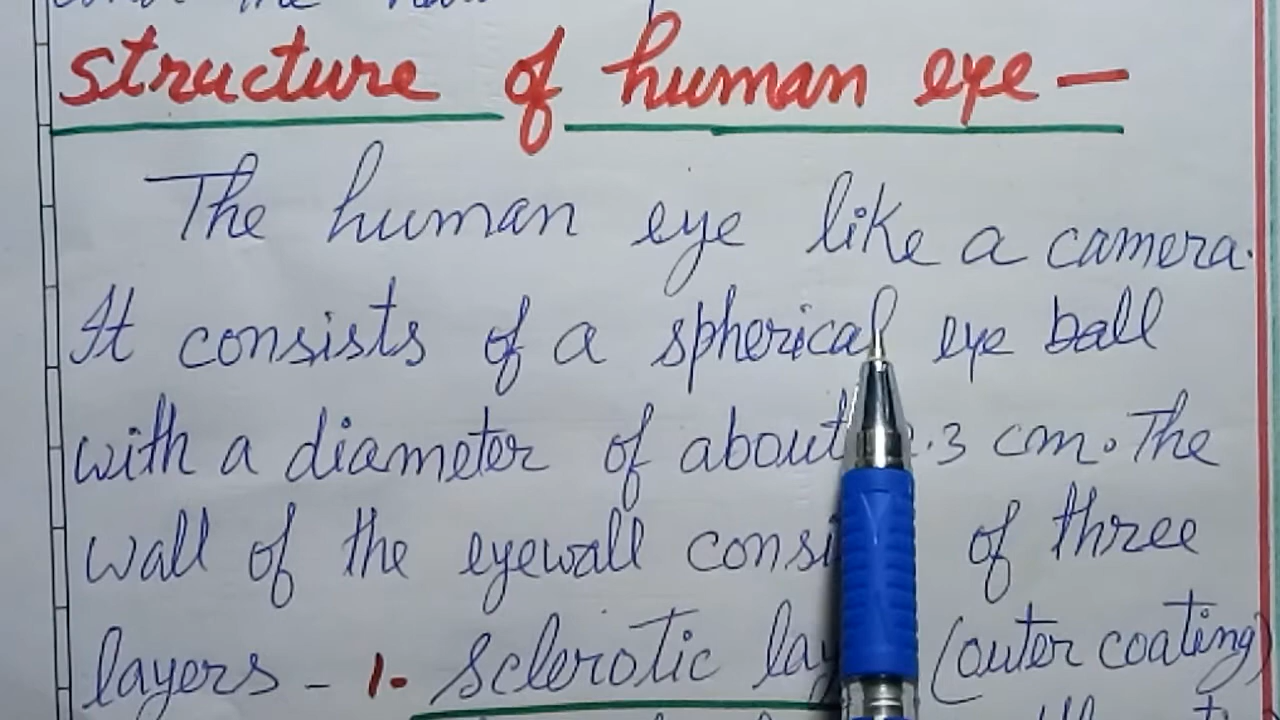 structure of human eye —
The human eye like a camera.
It consists of a spherical eye ball
with a diameter of about .3 cm. The
wall of the eyewall consi of three
layers - 1. Sclerotic lay (outer coating)